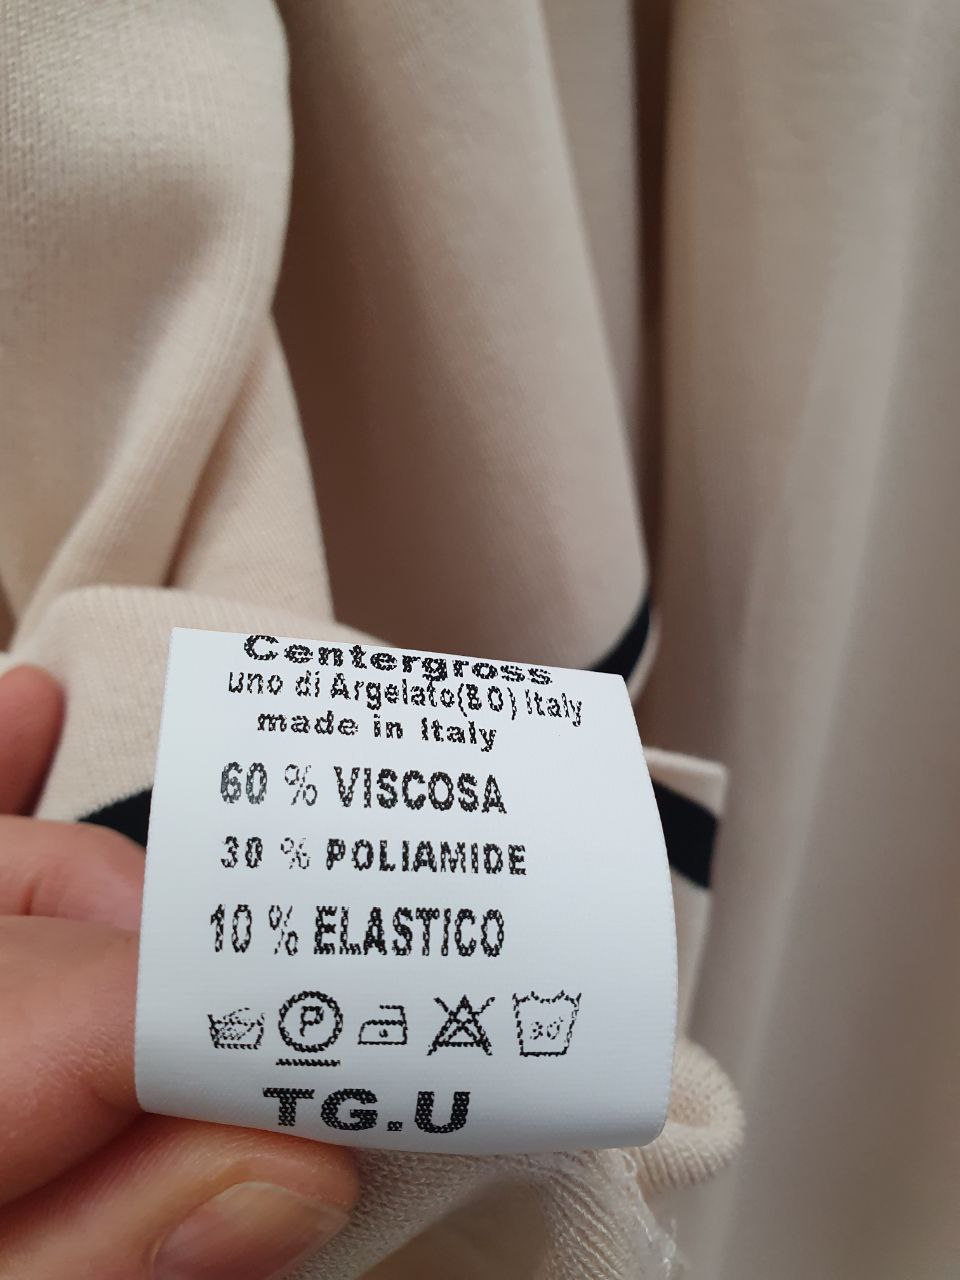 Centergross
uno di Argelato(BO) Italy
made in Italy
60 % VISCOSA
30 % POLIAMIDE
10 % ELASTICO
P
30°
TG.U